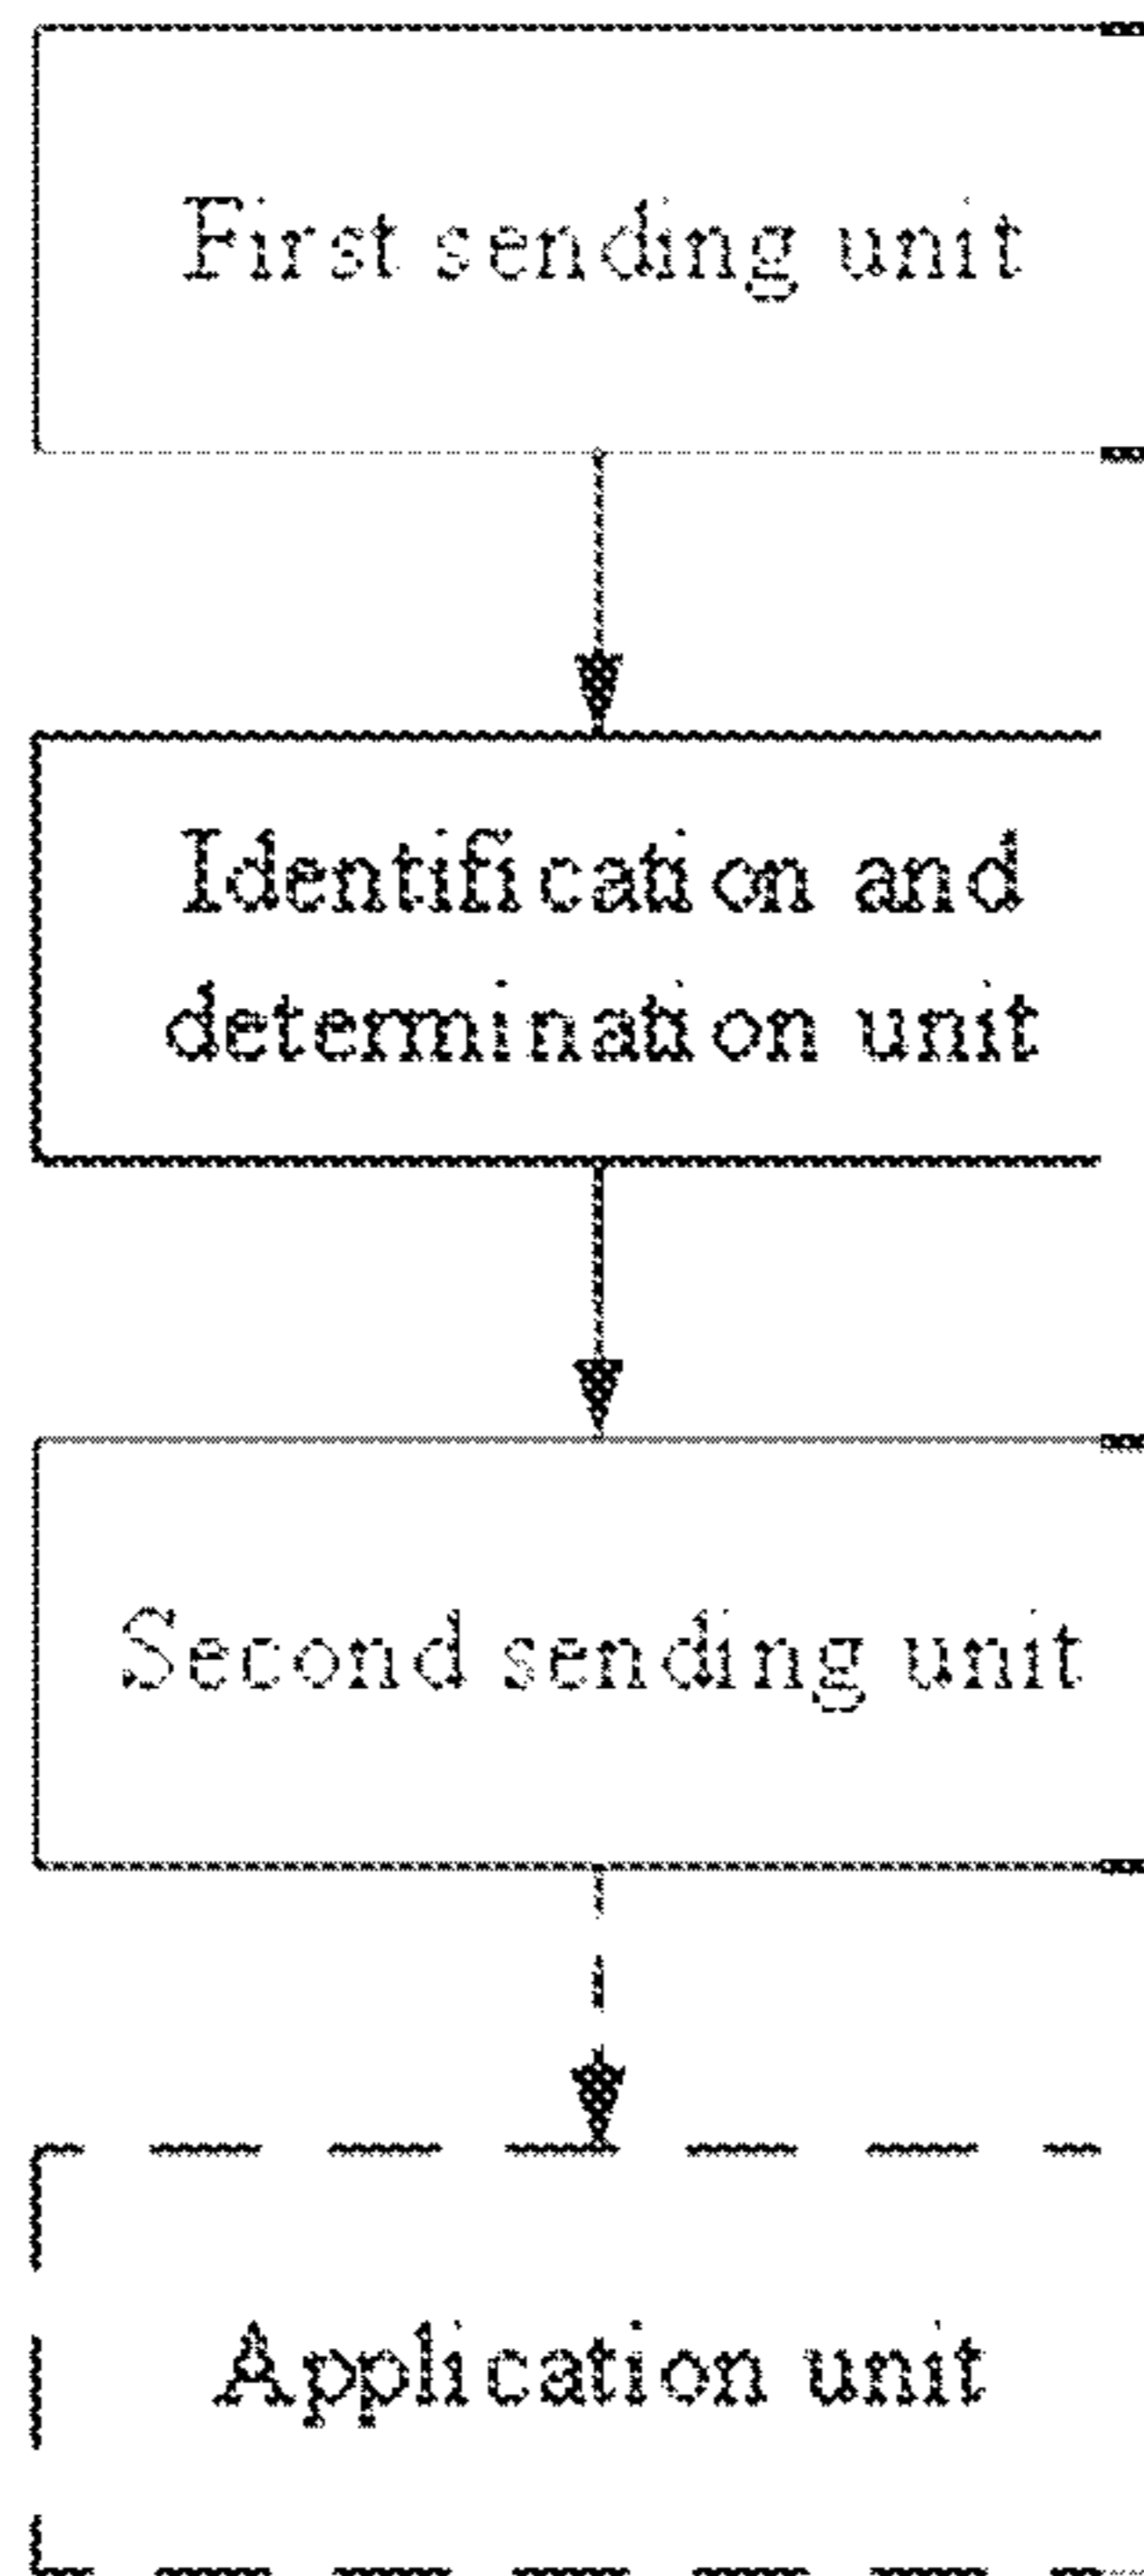 First sending unit
Identification and
determination unit
Second sending unit
Application unit